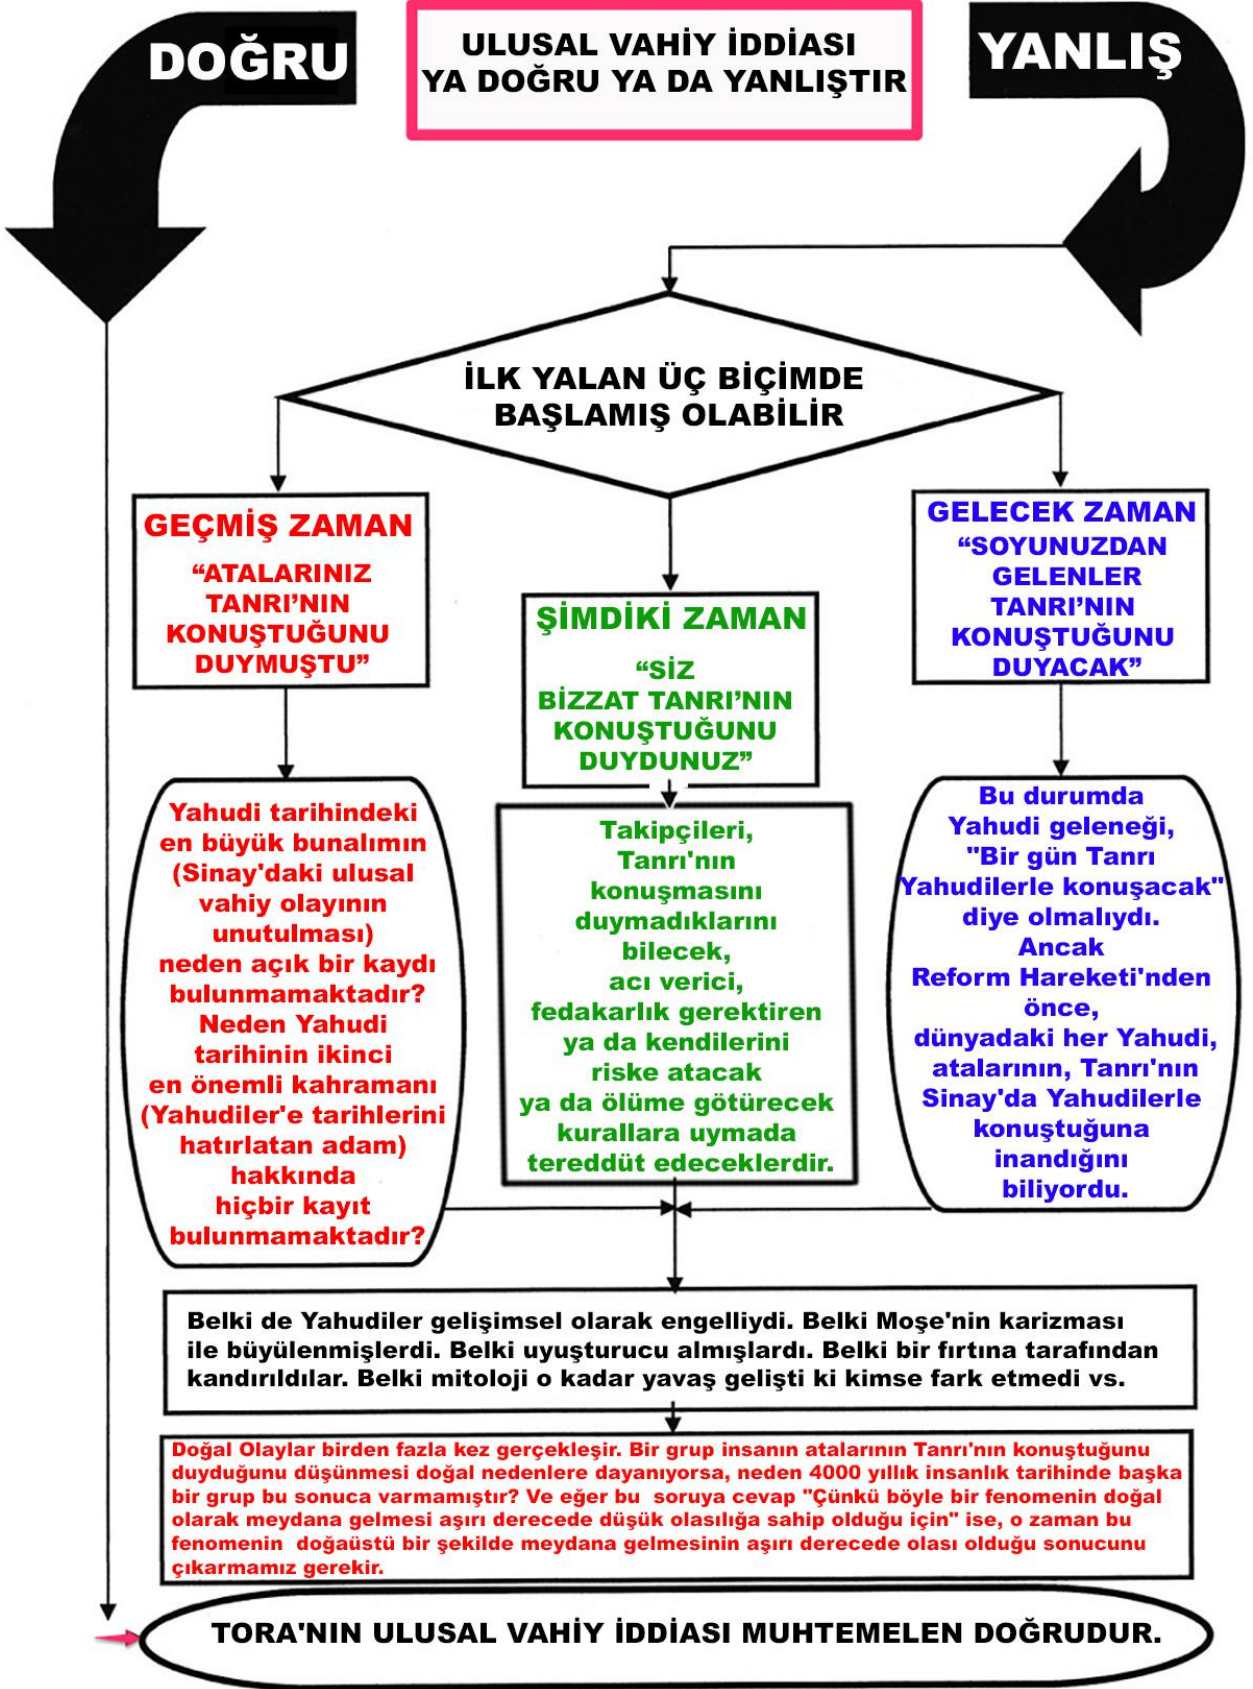 DOĞRU
ULUSAL VAHİY İDDİASI
YA DOĞRU YA DA YANLIŞTIR
YANLIŞ
İLK YALAN ÜÇ BİÇİMDE
BAŞLAMIŞ OLABİLİR
GEÇMİŞ ZAMAN
“ATALARINIZ
TANRI’NIN
KONUŞTUĞUNU
DUYMUŞTU”
ŞİMDİKİ ZAMAN
“SİZ
BİZZAT TANRI’NIN
KONUŞTUĞUNU
DUYDUNUZ”
GELECEK ZAMAN
“SOYUNUZDAN
GELENLER
TANRI’NIN
KONUŞTUĞUNU
DUYACAK”
Yahudi tarihindeki
en büyük bunalımın
(Sinay'daki ulusal
vahiy olayının
unutulması)
neden açık bir kaydı
bulunmamaktadır?
Neden Yahudi
tarihinin ikinci
en önemli kahramanı
(Yahudiler'e tarihlerini
hatırlatan adam)
hakkında
hiçbir kayıt
bulunmamaktadır?
Takipçileri,
Tanrı'nın
konuşmasını
duymadıklarını
bilecek,
acı verici,
fedakarlık gerektiren
ya da kendilerini
riske atacak
ya da ölüme götürecek
kurallara uymada
tereddüt edeceklerdir.
Bu durumda
Yahudi geleneği,
"Bir gün Tanrı
Yahudilerle konuşacak"
diye olmalıydı.
Ancak
Reform Hareketi'nden
önce,
dünyadaki her Yahudi,
atalarının, Tanrı'nın
Sinay'da Yahudilerle
konuştuğuna
inandığını
biliyordu.
Belki de Yahudiler gelişimsel olarak engelliydi. Belki Moşe'nin karizması
ile büyülenmişlerdi. Belki uyuşturucu almışlardı. Belki bir fırtına tarafından
kandırıldılar. Belki mitoloji o kadar yavaş gelişti ki kimse fark etmedi vs.
Doğal Olaylar birden fazla kez gerçekleşir. Bir grup insanın atalarının Tanrı'nın konuştuğunu
duyduğunu düşünmesi doğal nedenlere dayanıyorsa, neden 4000 yıllık insanlık tarihinde başka
bir grup bu sonuca varmamıştır? Ve eğer bu soruya cevap "Çünkü böyle bir fenomenin doğal
olarak meydana gelmesi aşırı derecede düşük olasılığa sahip olduğu için" ise, o zaman bu
fenomenin doğaüstü bir şekilde meydana gelmesinin aşırı derecede olası olduğu sonucunu
çıkarmamız gerekir.
TORA'NIN ULUSAL VAHİY İDDİASI MUHTEMELEN DOĞRUDUR.